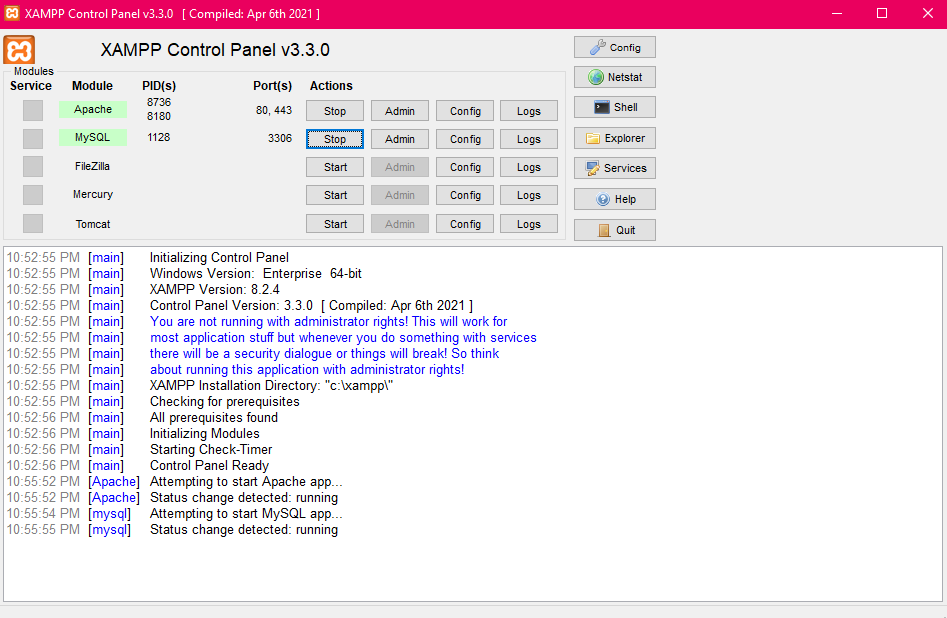 XAMPP Control Panel v3.3.0 [ Compiled: Apr 6th 2021 ]
XAMPP Control Panel v3.3.0
Config
Modules
Service Module PID(s) Port(s) Actions
Netstat
Apache 8736 8180 80, 443 Stop Admin Config Logs
Shell
MySQL 1128 3306 Stop Admin Config Logs
Explorer
FileZilla Start Admin Config Logs
Services
Mercury Start Admin Config Logs
Help
Tomcat Start Admin Config Logs
Quit
10:52:55 PM [main] Initializing Control Panel
10:52:55 PM [main] Windows Version: Enterprise 64-bit
10:52:55 PM [main] XAMPP Version: 8.2.4
10:52:55 PM [main] Control Panel Version: 3.3.0 [ Compiled: Apr 6th 2021 ]
10:52:55 PM [main] You are not running with administrator rights! This will work for
10:52:55 PM [main] most application stuff but whenever you do something with services
10:52:55 PM [main] there will be a security dialogue or things will break! So think
10:52:55 PM [main] about running this application with administrator rights!
10:52:55 PM [main] XAMPP Installation Directory: "c:\xampp\"
10:52:55 PM [main] Checking for prerequisites
10:52:56 PM [main] All prerequisites found
10:52:56 PM [main] Initializing Modules
10:52:56 PM [main] Starting Check-Timer
10:52:56 PM [main] Control Panel Ready
10:55:52 PM [Apache] Attempting to start Apache app...
10:55:52 PM [Apache] Status change detected: running
10:55:54 PM [mysql] Attempting to start MySQL app...
10:55:55 PM [mysql] Status change detected: running